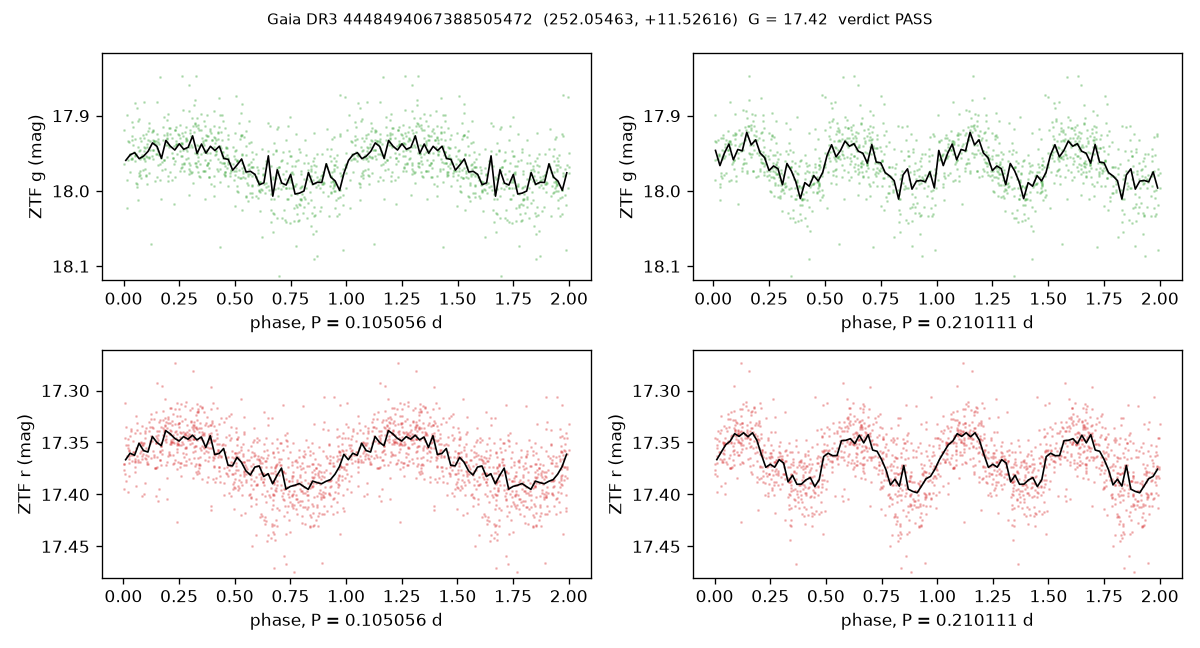 Gaia DR3 4448494067388505472  (252.05463, +11.52616)  G = 17.42  verdict PASS
ZTF g (mag)
17.9
18.0
18.1
0.00 0.25 0.50 0.75 1.00 1.25 1.50 1.75 2.00
phase, P = 0.105056 d
ZTF g (mag)
17.9
18.0
18.1
0.00 0.25 0.50 0.75 1.00 1.25 1.50 1.75 2.00
phase, P = 0.210111 d
ZTF r (mag)
17.30
17.35
17.40
17.45
0.00 0.25 0.50 0.75 1.00 1.25 1.50 1.75 2.00
phase, P = 0.105056 d
ZTF r (mag)
17.30
17.35
17.40
17.45
0.00 0.25 0.50 0.75 1.00 1.25 1.50 1.75 2.00
phase, P = 0.210111 d